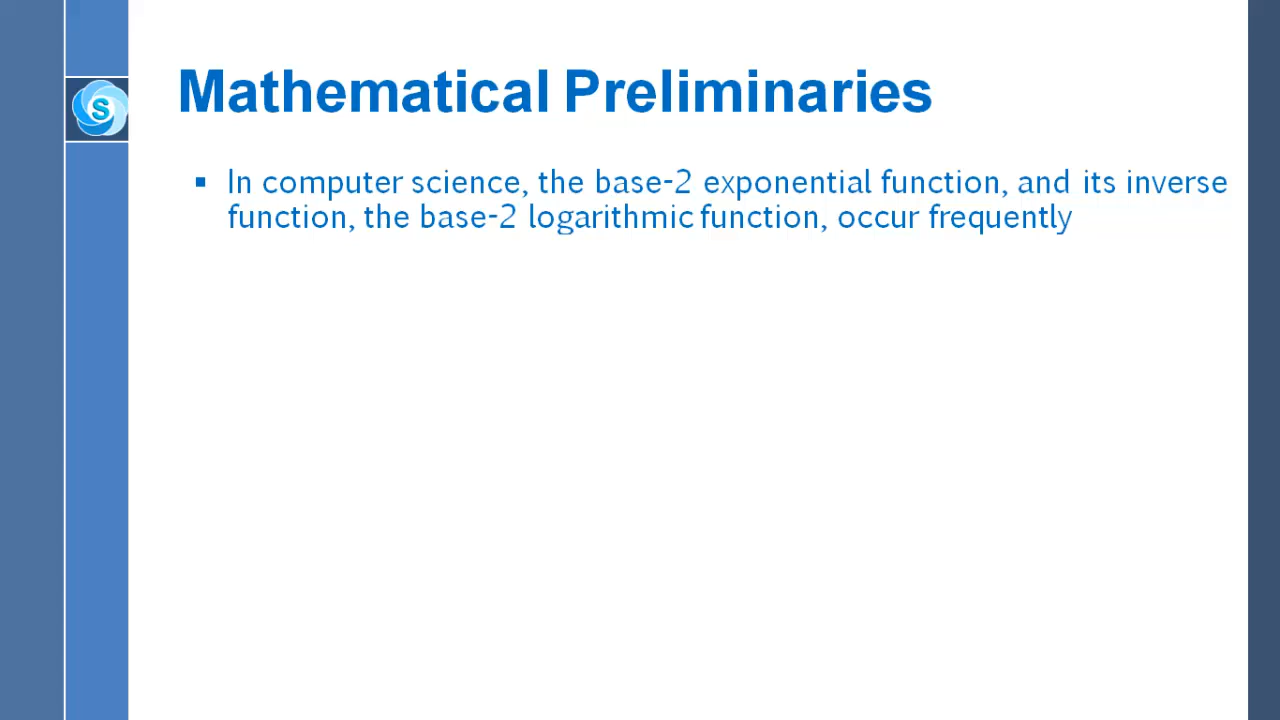 S
Mathematical Preliminaries
▪ In computer science, the base-2 exponential function, and its inverse
function, the base-2 logarithmic function, occur frequently